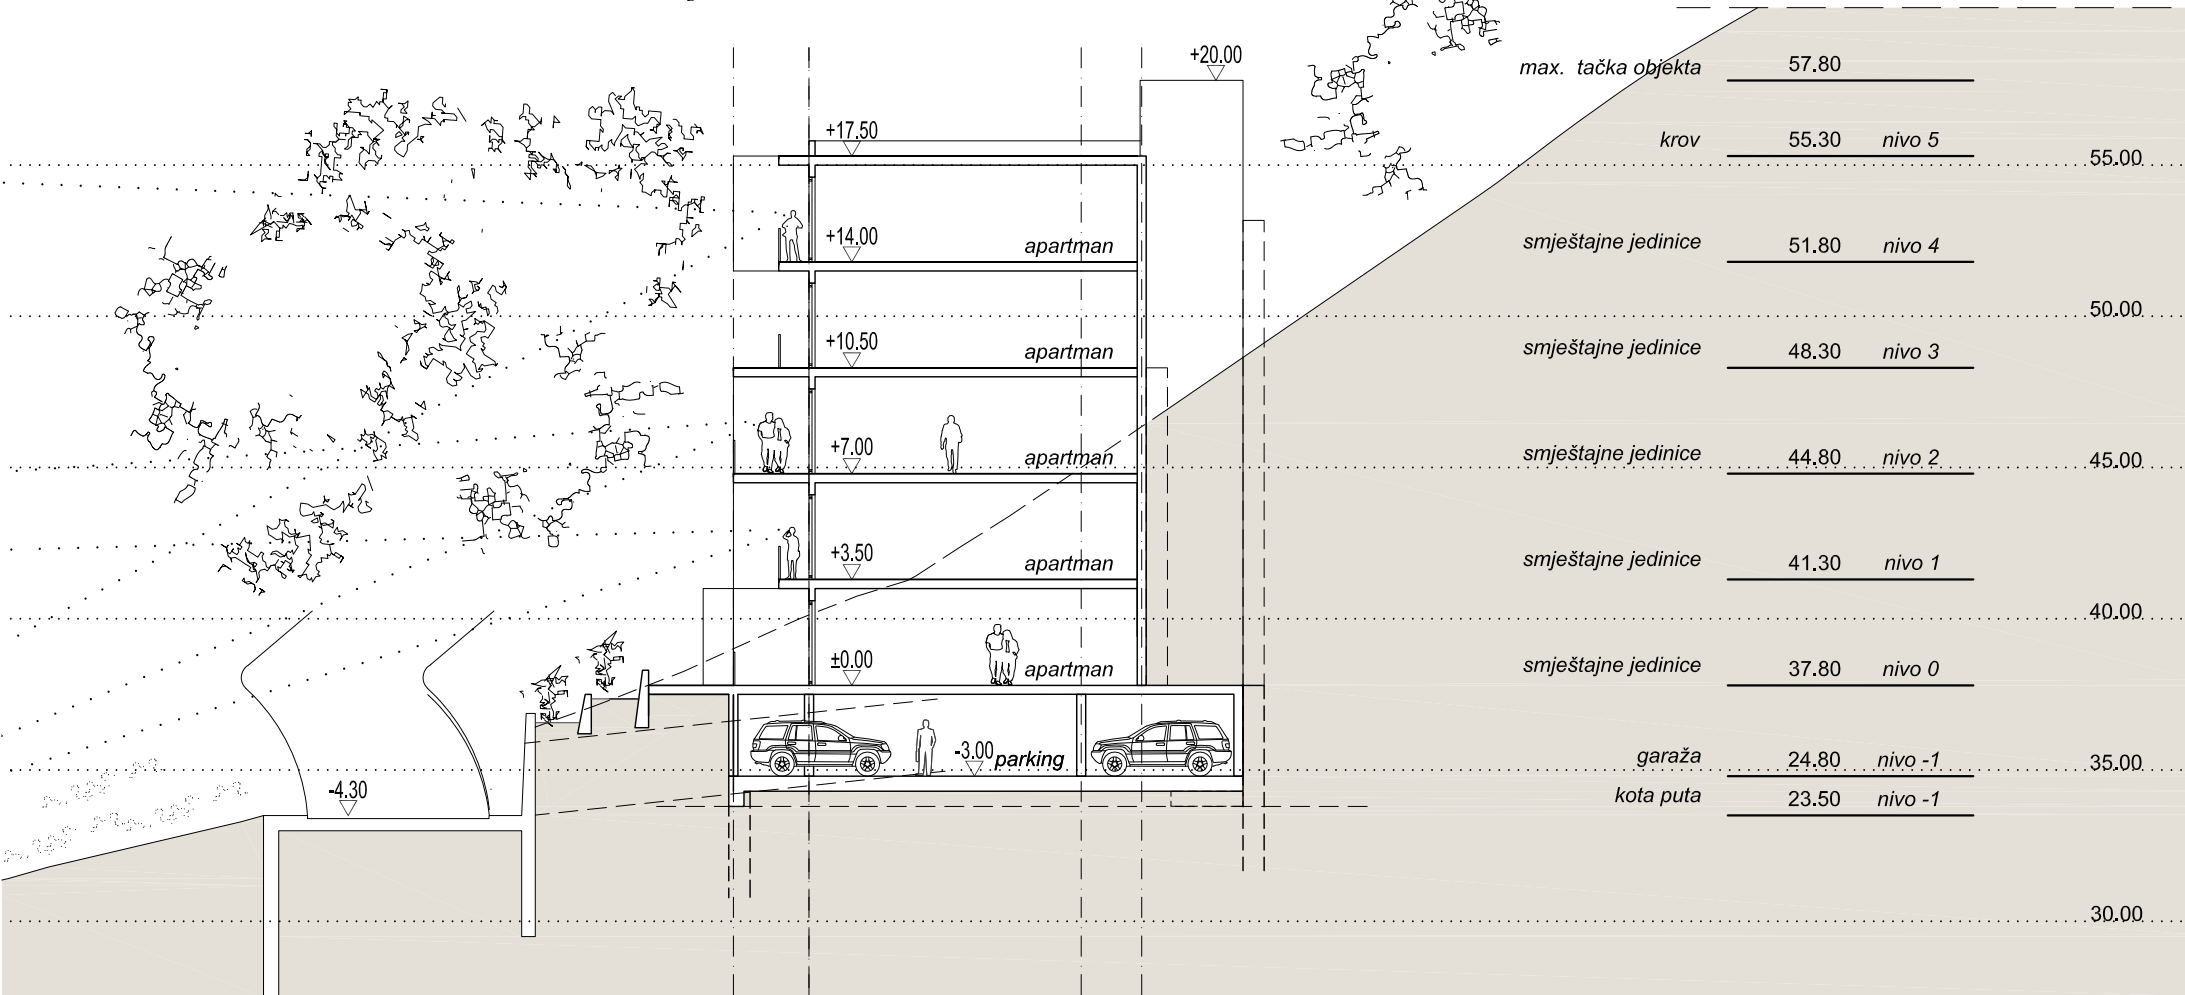 +20.00
max. tačka objekta 57.80
+17.50
krov 55.30 nivo 5
55.00
+14.00 apartman
smještajne jedinice 51.80 nivo 4
50.00
+10.50 apartman
smještajne jedinice 48.30 nivo 3
+7.00 apartman
smještajne jedinice 44.80 nivo 2
45.00
+3.50 apartman
smještajne jedinice 41.30 nivo 1
40.00
±0.00 apartman
smještajne jedinice 37.80 nivo 0
-3.00 parking
garaža 24.80 nivo -1
35.00
-4.30
kota puta 23.50 nivo -1
30.00